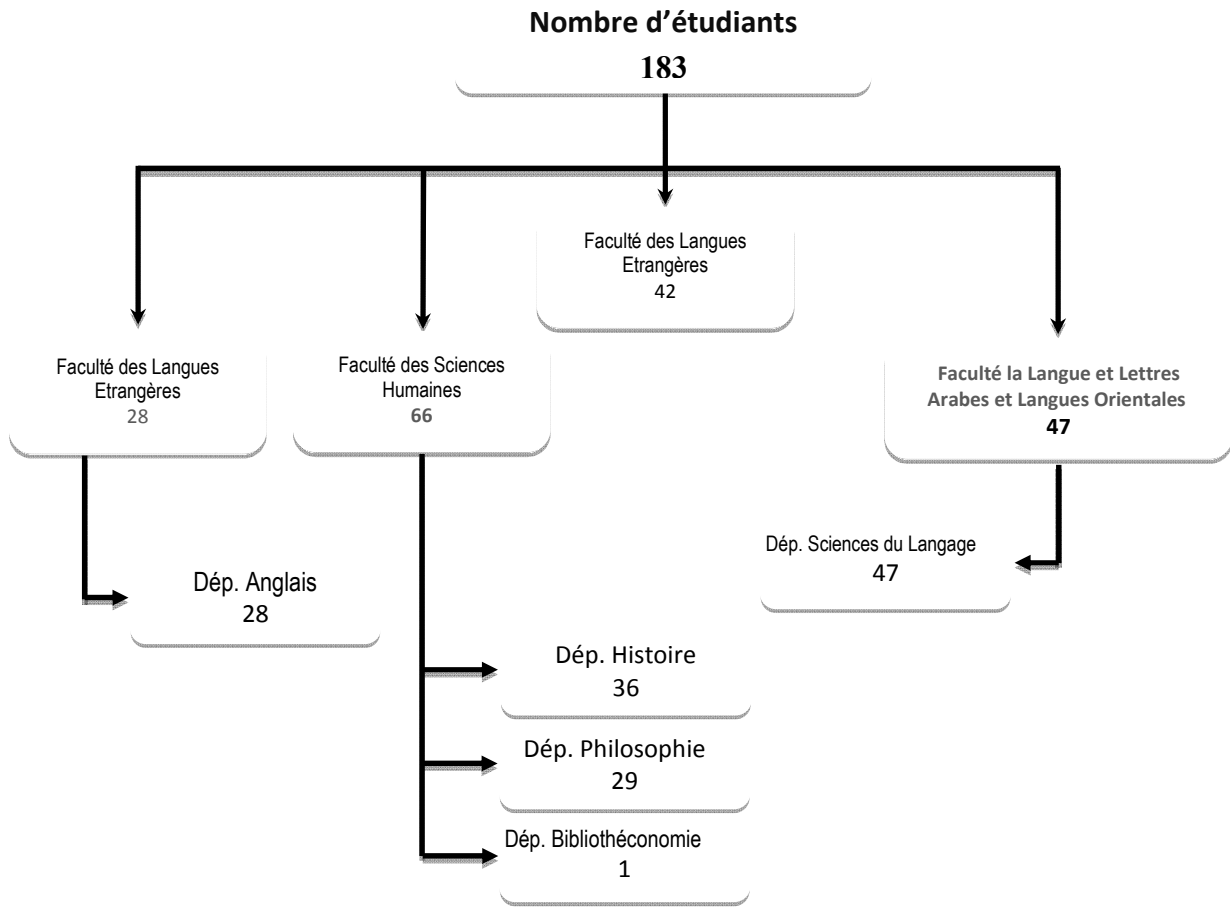 Nombre d’étudiants
183
Faculté des Langues
Etrangères
42
Faculté des Langues
Etrangères
28
Faculté des Sciences
Humaines
66
Faculté la Langue et Lettres
Arabes et Langues Orientales
47
Dép. Sciences du Langage
47
Dép. Anglais
28
Dép. Histoire
36
Dép. Philosophie
29
Dép. Bibliothéconomie
1